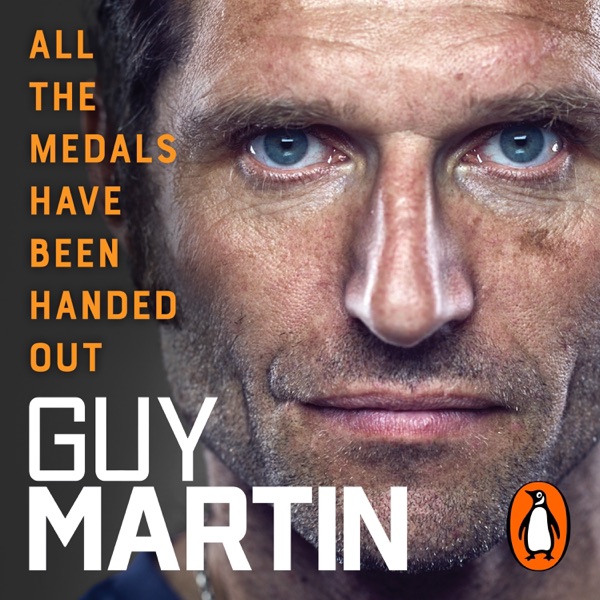 ALL
THE
MEDALS
HAVE
BEEN
HANDED
OUT
GUY
MARTIN